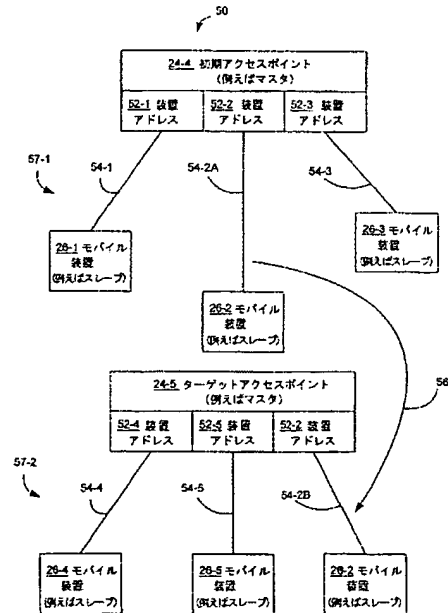 50
24-4 初期アクセスポイント
(例えばマスタ)
52-1 装置
アドレス
52-2 装置
アドレス
52-3 装置
アドレス
57-1
54-1
54-2A
54-3
26-1 モバイル
装置
(例えばスレーブ)
26-3 モバイル
装置
(例えばスレーブ)
26-2 モバイル
装置
(例えばスレーブ)
56
24-5 ターゲットアクセスポイント
(例えばマスタ)
52-4 装置
アドレス
52-5 装置
アドレス
52-2 装置
アドレス
57-2
54-4
54-5
54-2B
26-4 モバイル
装置
(例えばスレーブ)
26-5 モバイル
装置
(例えばスレーブ)
26-2 モバイル
装置
(例えばスレーブ)